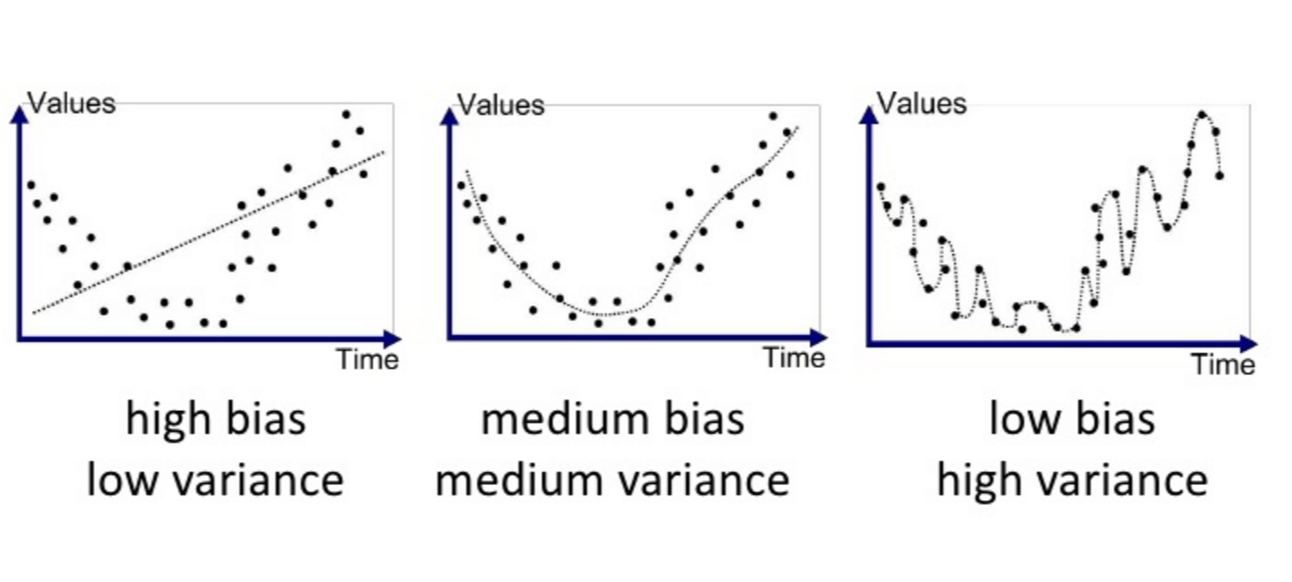 Values
Time
high bias
low variance
Values
Time
medium bias
medium variance
Values
Time
low bias
high variance